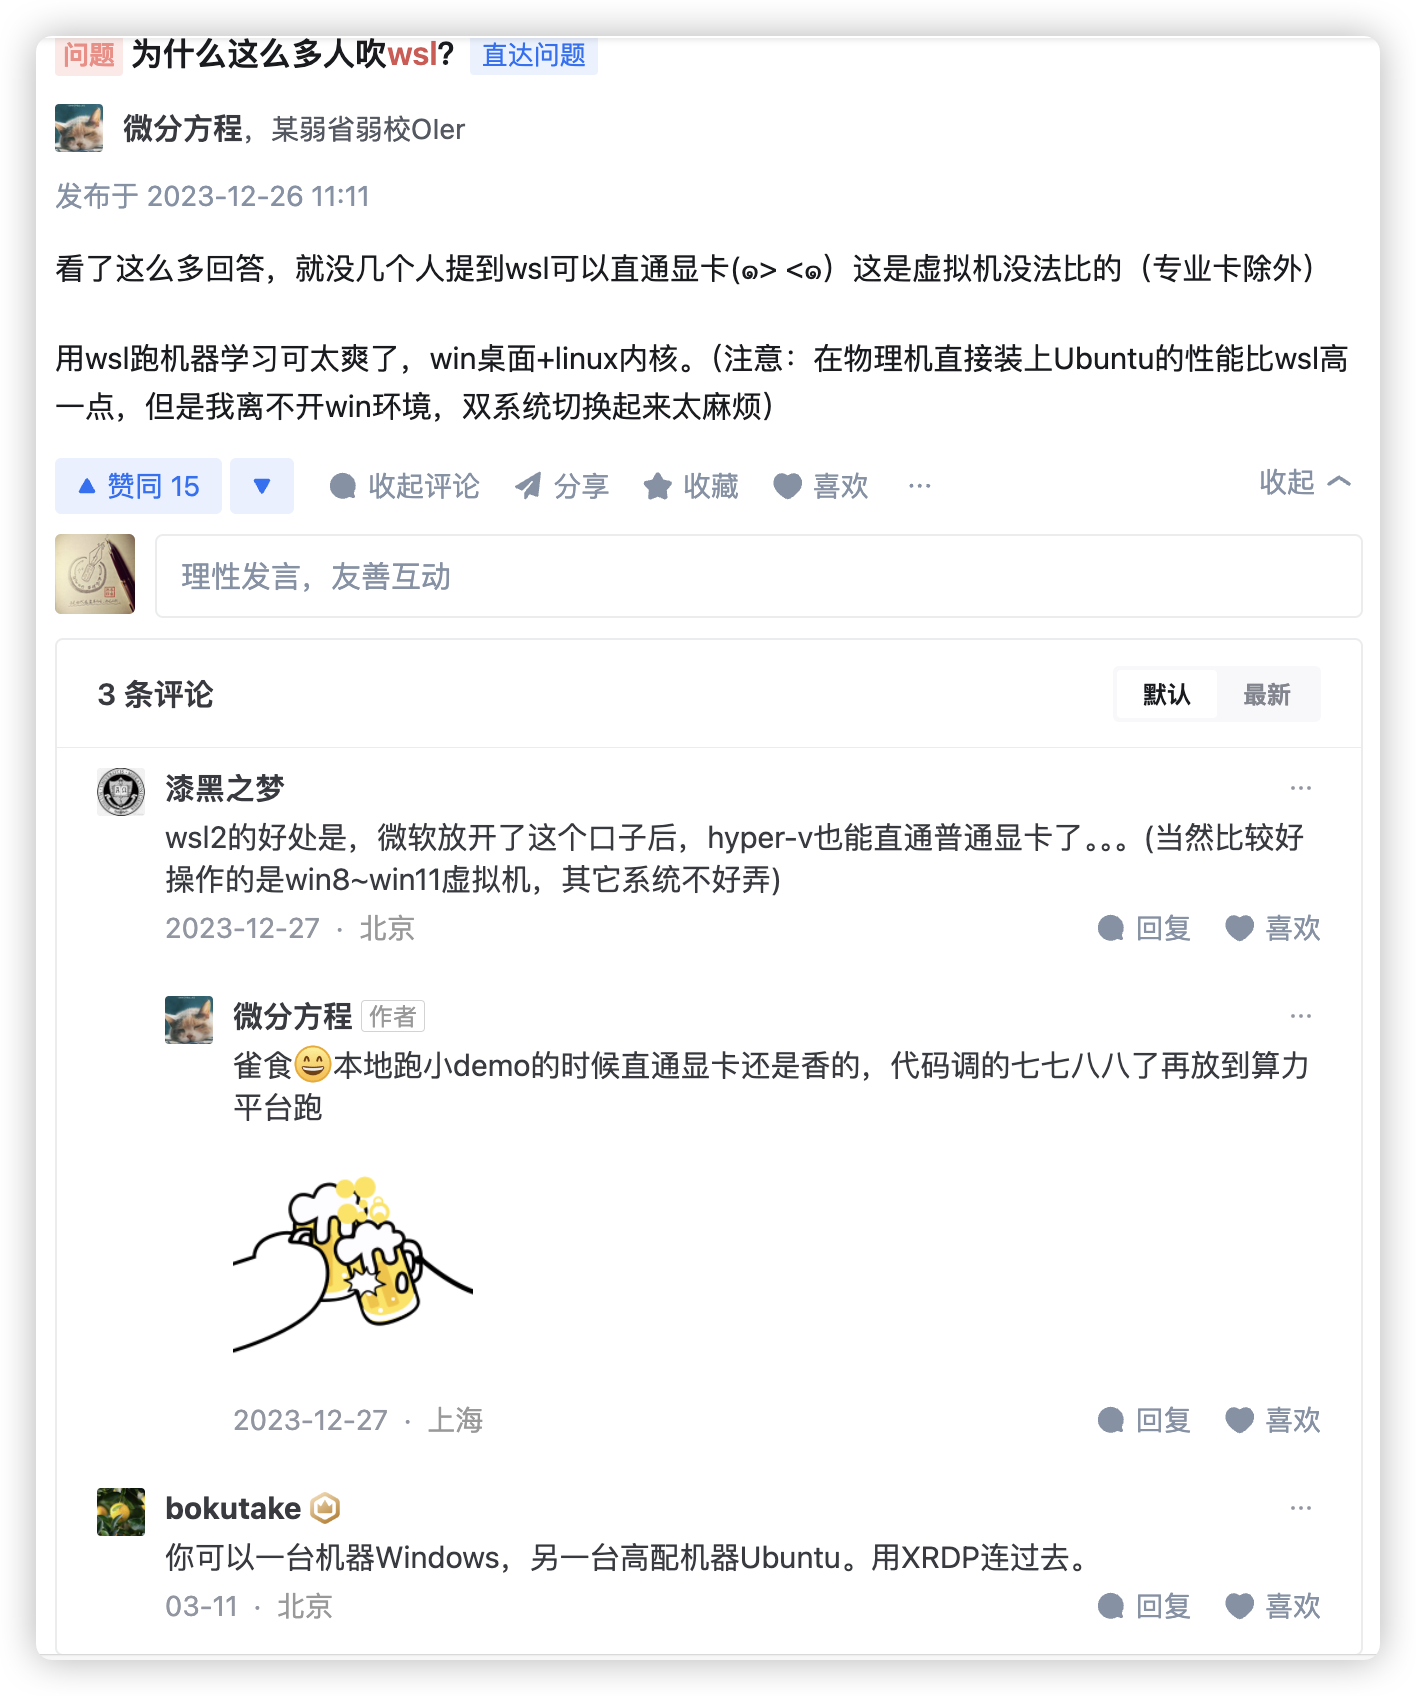 问题 为什么这么多人吹wsl? 直达问题
微分方程，某弱省弱校OIer
发布于 2023-12-26 11:11
看了这么多回答，就没几个人提到wsl可以直通显卡(๑> <๑）这是虚拟机没法比的（专业卡除外）
用wsl跑机器学习可太爽了，win桌面+linux内核。（注意：在物理机直接装上Ubuntu的性能比wsl高
一点，但是我离不开win环境，双系统切换起来太麻烦）
赞同 15 收起评论 分享 收藏 喜欢 ··· 收起
理性发言，友善互动
3 条评论 默认 最新
漆黑之梦 ···
wsl2的好处是，微软放开了这个口子后，hyper-v也能直通普通显卡了。。。(当然比较好
操作的是win8~win11虚拟机，其它系统不好弄)
2023-12-27 · 北京 回复 喜欢
微分方程 作者 ···
雀食😄本地跑小demo的时候直通显卡还是香的，代码调的七七八八了再放到算力
平台跑
2023-12-27 · 上海 回复 喜欢
bokutake ···
你可以一台机器Windows，另一台高配机器Ubuntu。用XRDP连过去。
03-11 · 北京 回复 喜欢